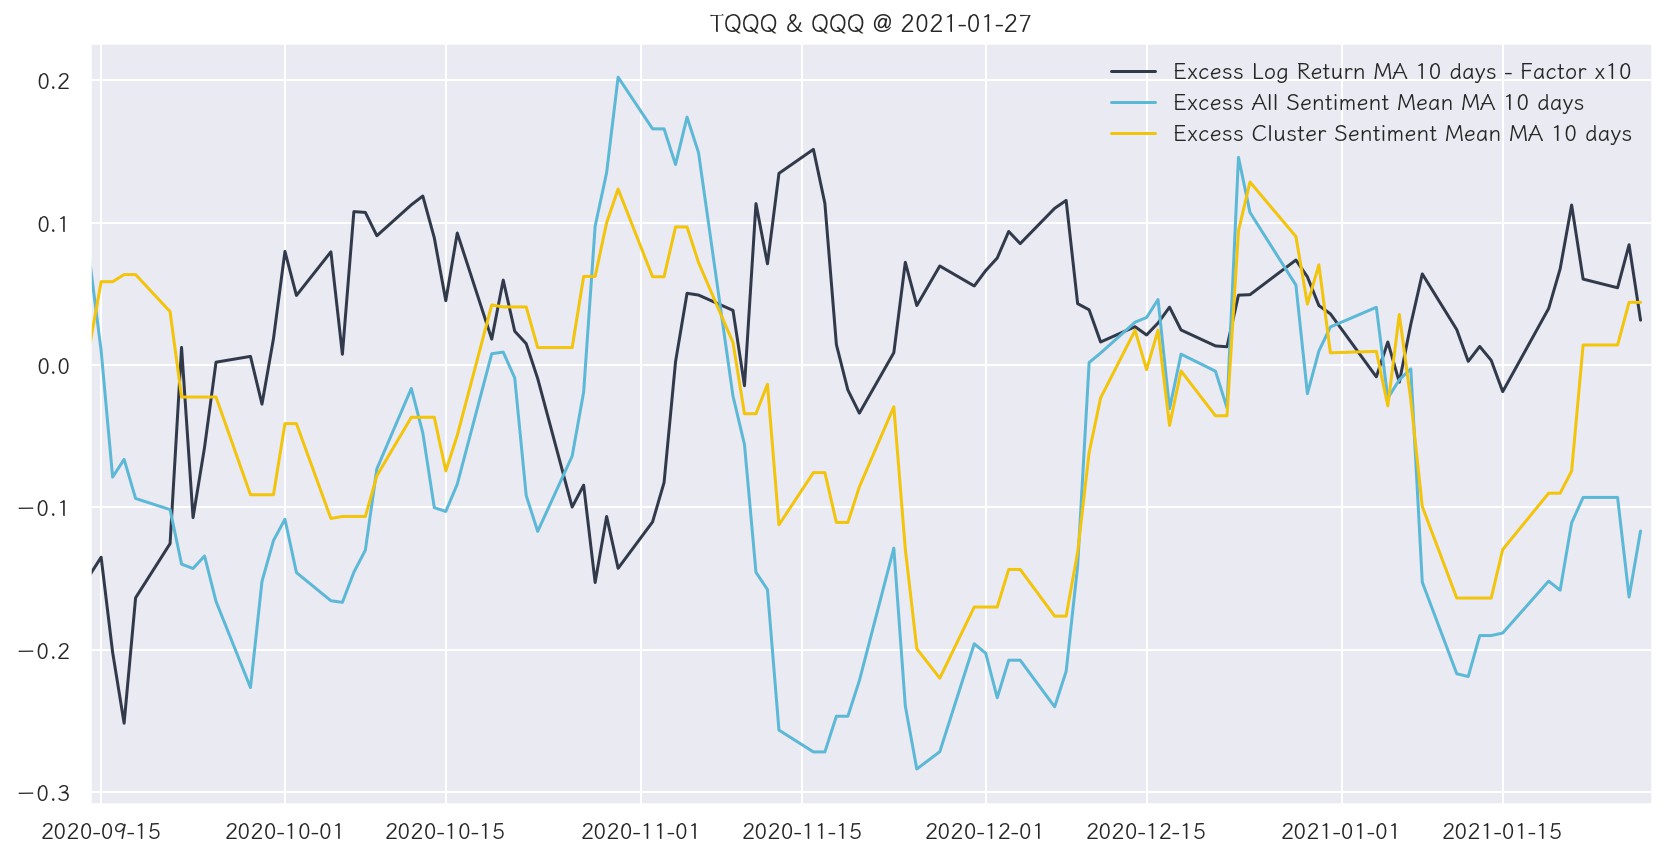 TQQQ & QQQ @ 2021-01-27
Excess Log Return MA 10 days - Factor x10
Excess All Sentiment Mean MA 10 days
Excess Cluster Sentiment Mean MA 10 days
0.2
0.1
0.0
−0.1
−0.2
−0.3
2020-09-15 2020-10-01 2020-10-15 2020-11-01 2020-11-15 2020-12-01 2020-12-15 2021-01-01 2021-01-15